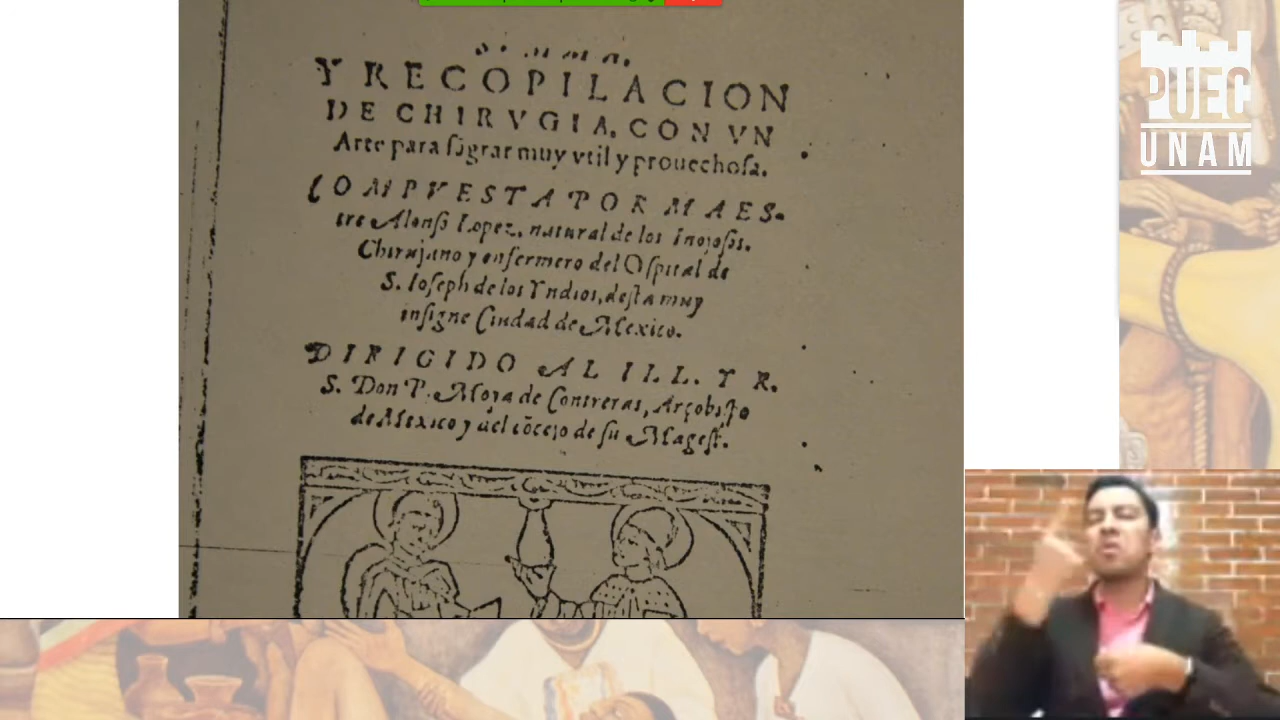 Y RECOPILACION
DE CHIRVGIA, CON VN
Arte para ſãgrar muy vtil y prouechoſa.
COMPVESTA POR MAES-
tre Alonſo Lopez, natural de los Inojoſos.
Chirujano y enfermero del Oſpital de
S. Ioſeph de los Yndios, deſta muy
inſigne Ciudad de Mexico.
DIRIGIDO AL ILL. Y R.
S. Don P. Moya de Contreras, Arçobiſpo
de Mexico y del cõcejo de ſu Mageſt.
PUEC
UNAM